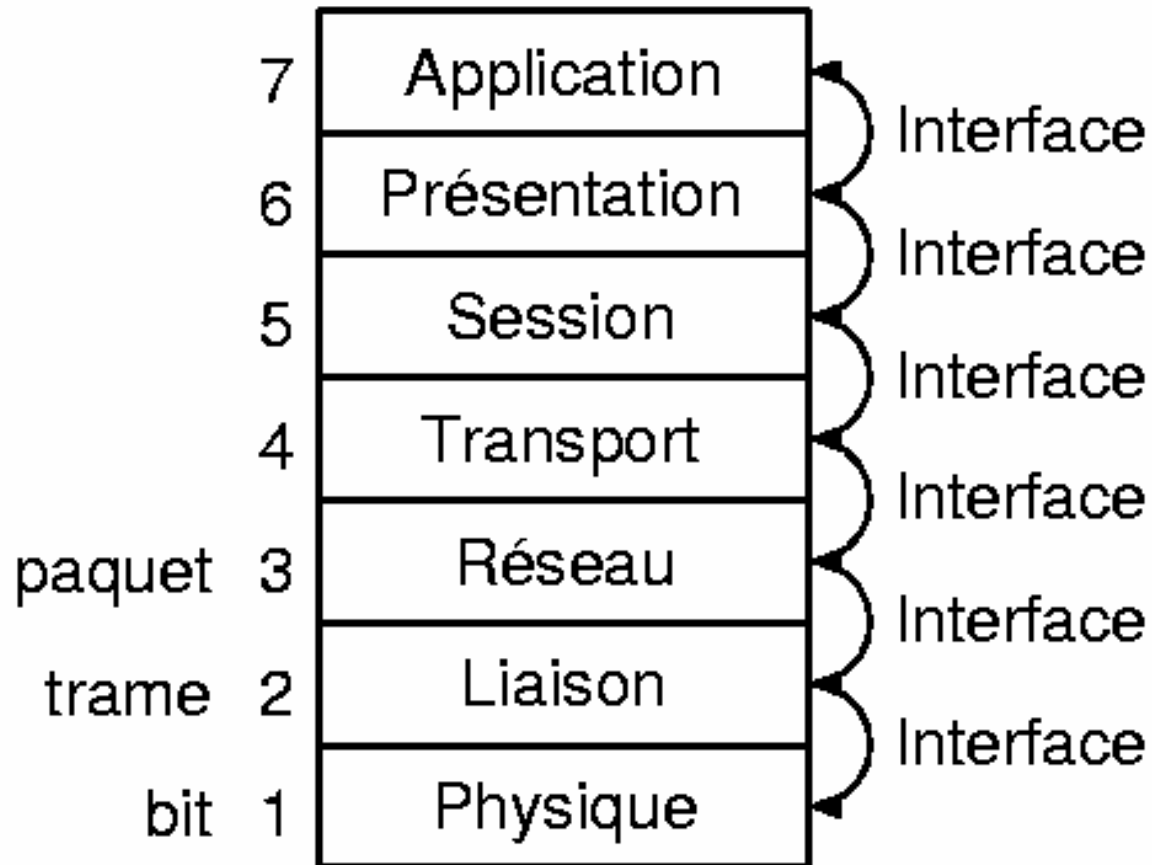 7 Application
Interface
6 Présentation
Interface
5 Session
Interface
4 Transport
Interface
paquet 3 Réseau
Interface
trame 2 Liaison
Interface
bit 1 Physique